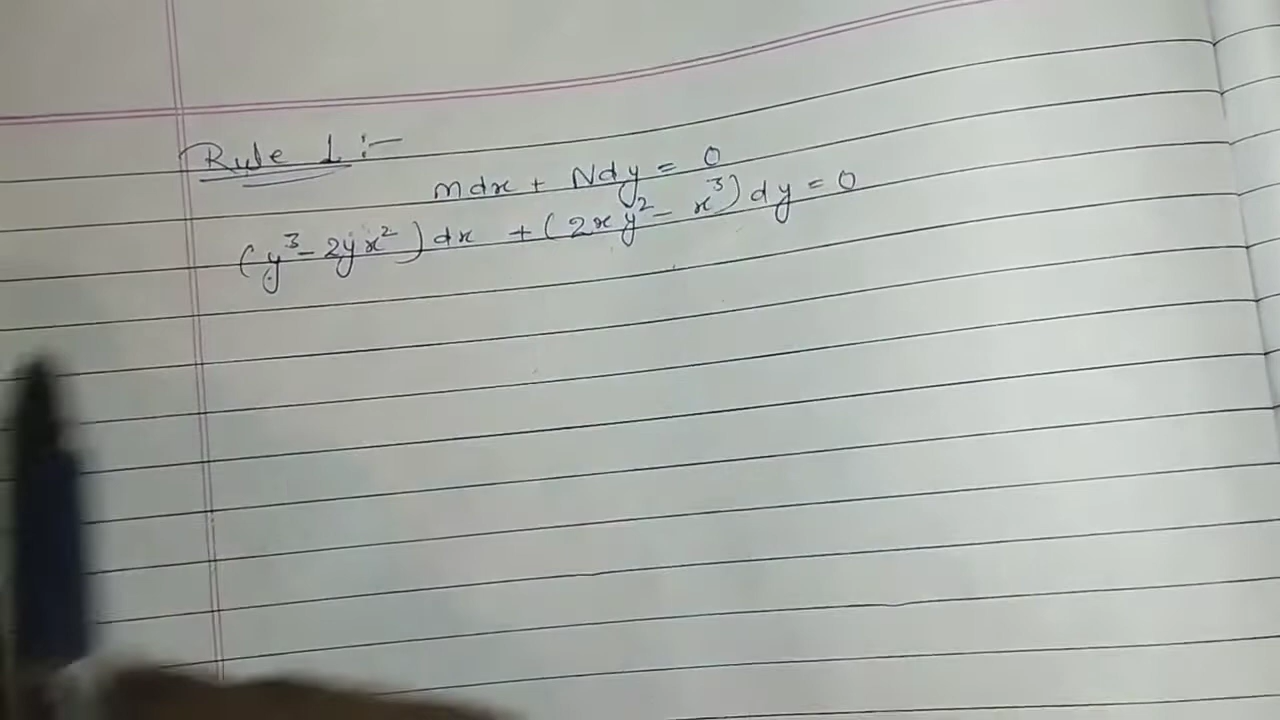 Rule 1 :-
Mdx + Ndy = 0
(y³ - 2yx²) dx + (2xy² - x³) dy = 0